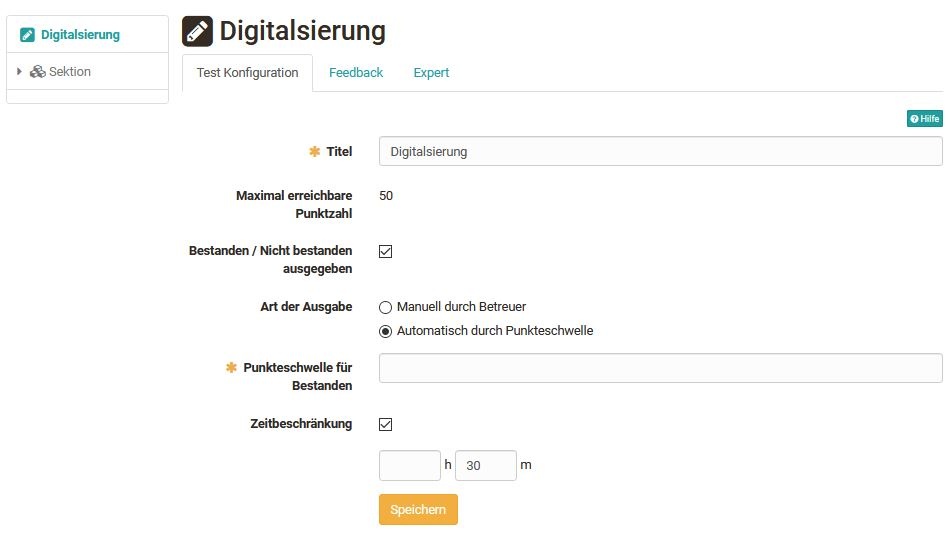 Digitalsierung
Sektion
Digitalsierung
Test Konfiguration Feedback Expert
Hilfe
Titel Digitalsierung
Maximal erreichbare
Punktzahl
50
Bestanden / Nicht bestanden
ausgegeben
Art der Ausgabe Manuell durch Betreuer
Automatisch durch Punkteschwelle
Punkteschwelle für
Bestanden
Zeitbeschränkung
h 30 m
Speichern